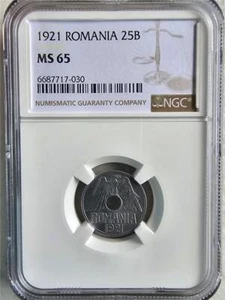 1921 ROMANIA 25B
MS 65
6687717-030
NUMISMATIC GUARANTY COMPANY
NGC
ROMANIA
1921